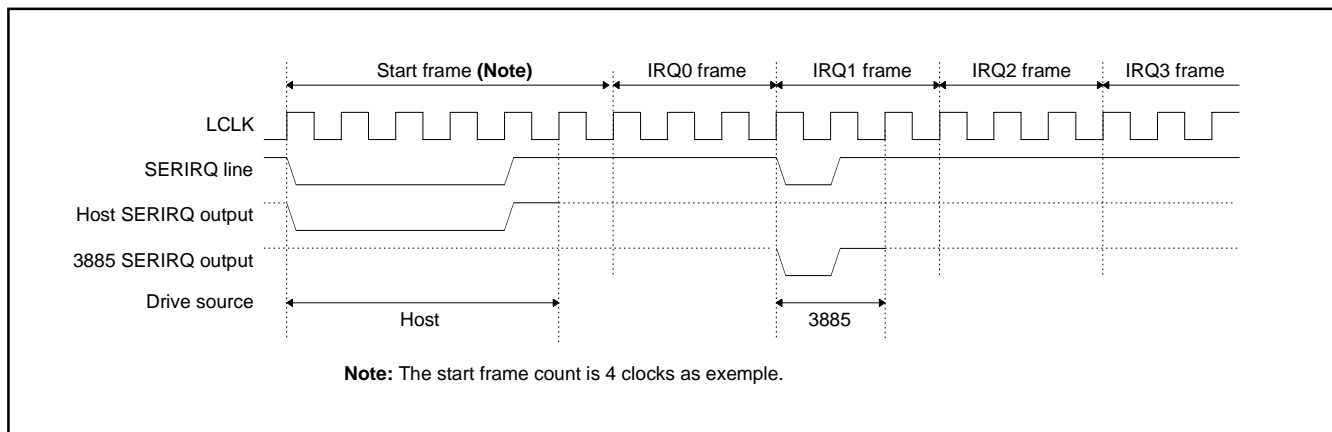 Start frame (Note) IRQ0 frame IRQ1 frame IRQ2 frame IRQ3 frame
LCLK
SERIRQ line
Host SERIRQ output
3885 SERIRQ output
Drive source
Host 3885
Note: The start frame count is 4 clocks as exemple.